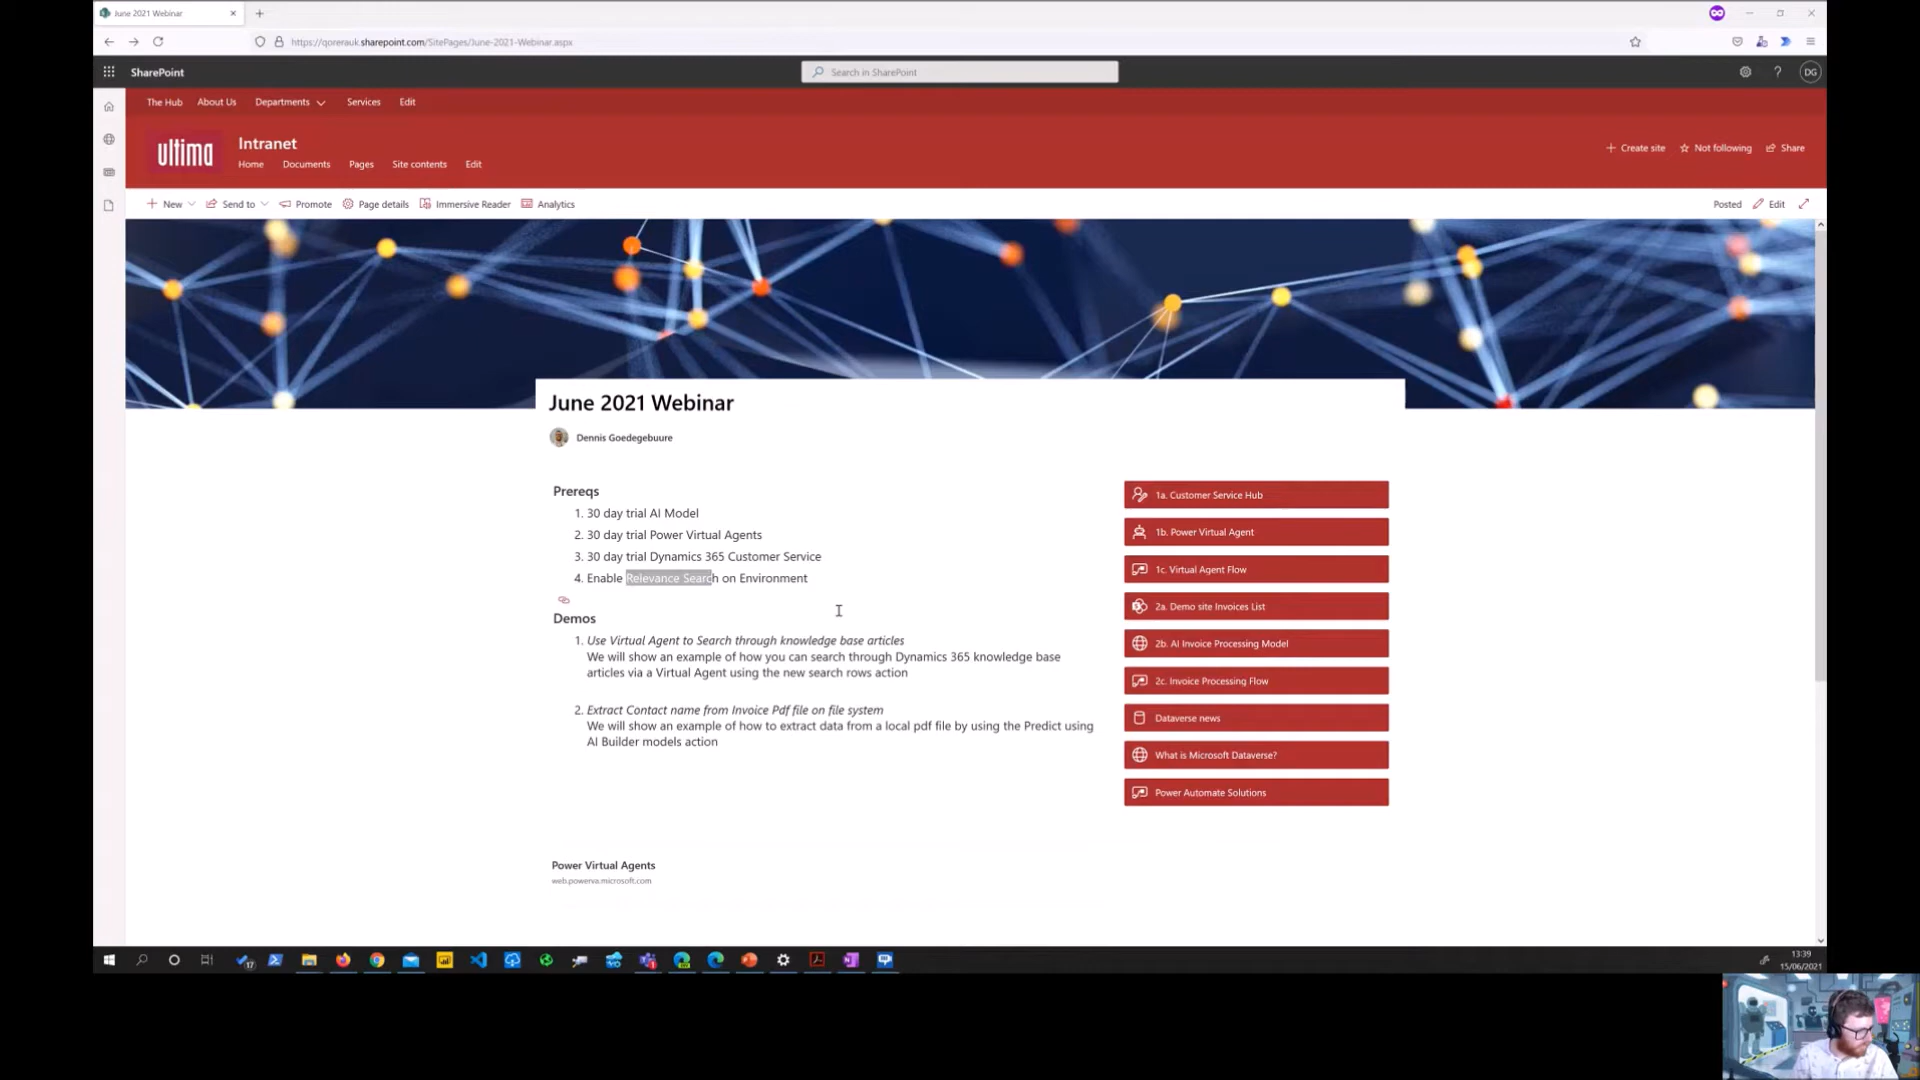 June 2021 Webinar
https://qorerauk.sharepoint.com/SitePages/June-2021-Webinar.aspx
SharePoint
Search in SharePoint
DG
The Hub
About Us
Departments
Services
Edit
ultima
Intranet
Home
Documents
Pages
Site contents
Edit
Create site
Not following
Share
New
Send to
Promote
Page details
Immersive Reader
Analytics
Posted
Edit
June 2021 Webinar
Dennis Goedegebuure
Prereqs
1. 30 day trial AI Model
2. 30 day trial Power Virtual Agents
3. 30 day trial Dynamics 365 Customer Service
4. Enable Relevance Search on Environment
Demos
1. Use Virtual Agent to Search through knowledge base articles
We will show an example of how you can search through Dynamics 365 knowledge base
articles via a Virtual Agent using the new search rows action
2. Extract Contact name from Invoice Pdf file on file system
We will show an example of how to extract data from a local pdf file by using the Predict using
AI Builder models action
1a. Customer Service Hub
1b. Power Virtual Agent
1c. Virtual Agent Flow
2a. Demo site Invoices List
2b. AI Invoice Processing Model
2c. Invoice Processing Flow
Dataverse news
What is Microsoft Dataverse?
Power Automate Solutions
Power Virtual Agents
web.powerva.microsoft.com
17
13:39
15/06/2021